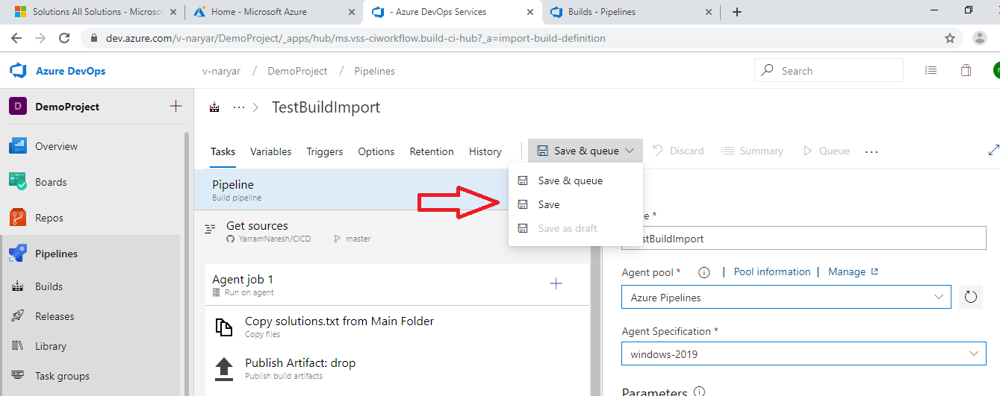 Solutions All Solutions - Microso
Home - Microsoft Azure
- Azure DevOps Services
Builds - Pipelines
dev.azure.com/v-naryar/DemoProject/_apps/hub/ms.vss-ciworkflow.build-ci-hub?_a=import-build-definition
Azure DevOps
v-naryar / DemoProject / Pipelines
Search
D DemoProject
... > TestBuildImport
Overview
Boards
Repos
Pipelines
Builds
Releases
Library
Task groups
Tasks Variables Triggers Options Retention History
Save & queue Discard Summary Queue ...
Save & queue
Save
Save as draft
Pipeline
Build pipeline
Get sources
YarramNaresh/CICD master
Agent job 1
Run on agent
Copy solutions.txt from Main Folder
Copy files
Publish Artifact: drop
Publish build artifacts
e *
estBuildImport
Agent pool * | Pool information | Manage
Azure Pipelines
Agent Specification *
windows-2019
Parameters